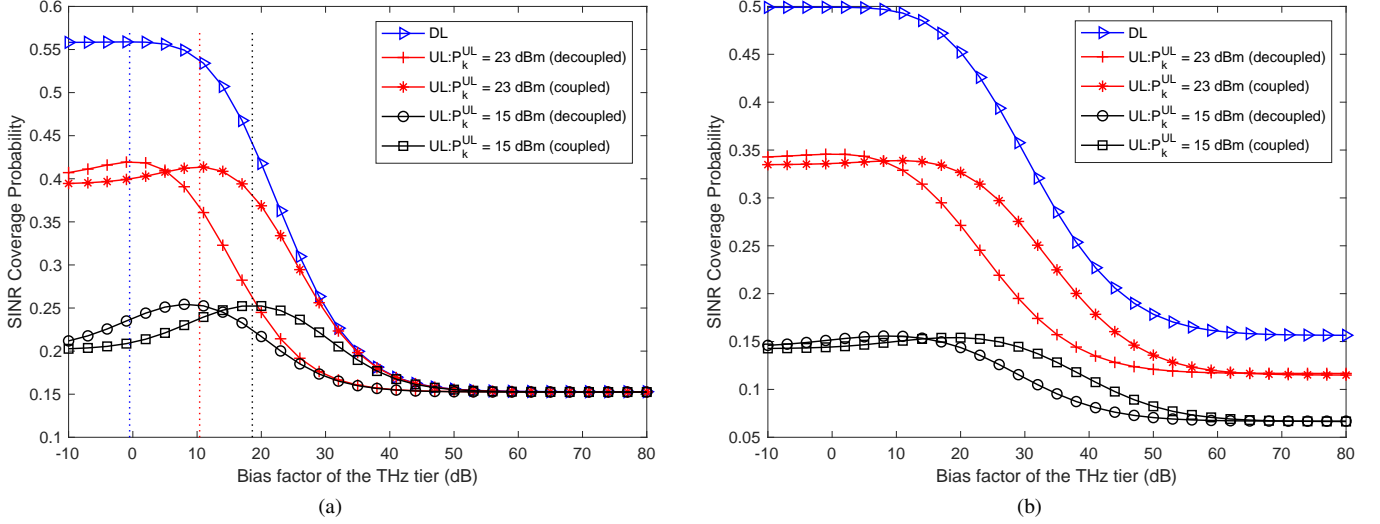 0.6
0.55
0.5
0.45
0.4
0.35
0.3
0.25
0.2
0.15
0.1
-10 0 10 20 30 40 50 60 70 80
SINR Coverage Probability
Bias factor of the THz tier (dB)
DL
UL:P_k^UL = 23 dBm (decoupled)
UL:P_k^UL = 23 dBm (coupled)
UL:P_k^UL = 15 dBm (decoupled)
UL:P_k^UL = 15 dBm (coupled)
(a)
0.5
0.45
0.4
0.35
0.3
0.25
0.2
0.15
0.1
0.05
-10 0 10 20 30 40 50 60 70 80
SINR Coverage Probability
Bias factor of the THz tier (dB)
DL
UL:P_k^UL = 23 dBm (decoupled)
UL:P_k^UL = 23 dBm (coupled)
UL:P_k^UL = 15 dBm (decoupled)
UL:P_k^UL = 15 dBm (coupled)
(b)